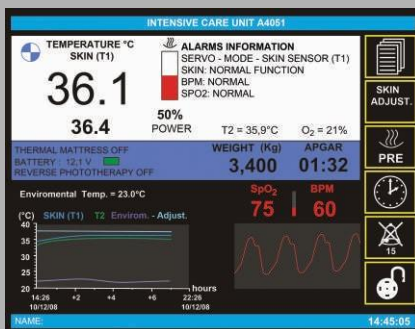 INTENSIVE CARE UNIT A4051
TEMPERATURE °C
SKIN (T1)
36.1
36.4
50%
POWER
ALARMS INFORMATION
SERVO - MODE - SKIN SENSOR (T1)
SKIN: NORMAL FUNCTION
BPM: NORMAL
SPO2: NORMAL
T2 = 35,9°C
O₂ = 21%
SKIN
ADJUST.
THERMAL MATTRESS OFF
BATTERY : 12,1 V
REVERSE PHOTOTHERAPY OFF
WEIGHT (Kg)
3,400
APGAR
01:32
PRE
Enviromental Temp. = 23.0°C
SpO₂
75
BPM
60
(°C) SKIN (T1) T2 Envirom. - Adjust.
40
35
30
25
20
hours
14:26 +2 +4 +6 22:26
10/12/08 10/12/08
15
NAME:
14:45:05